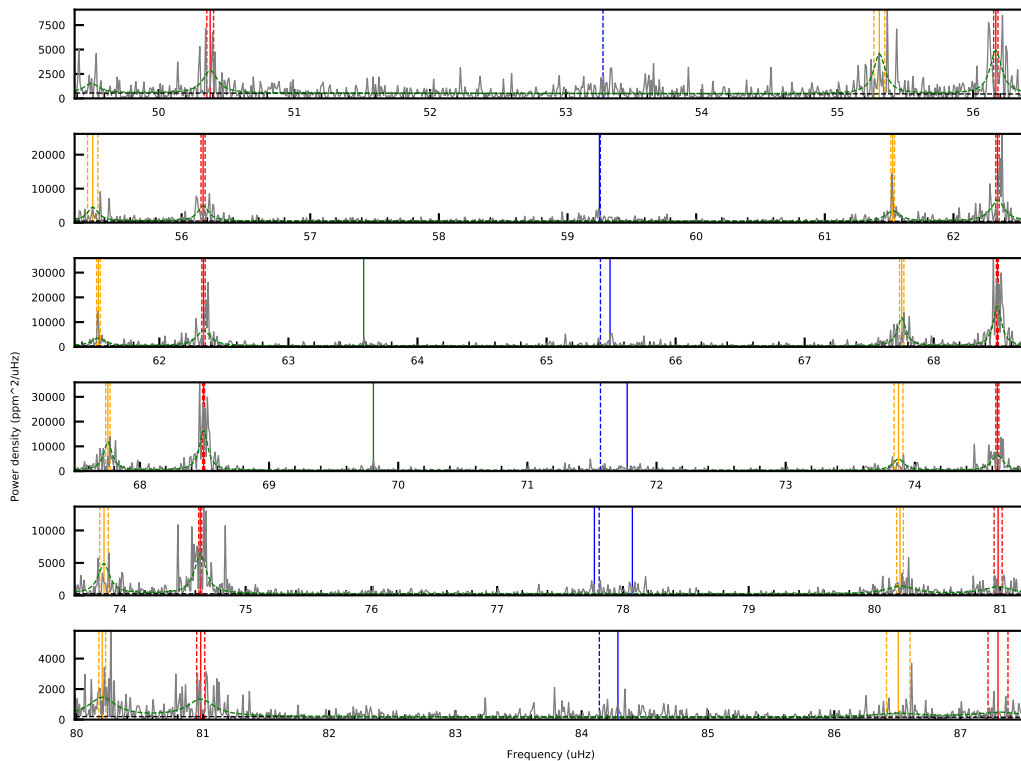 7500
5000
2500
0
50 51 52 53 54 55 56
20000
10000
0
56 57 58 59 60 61 62
30000
20000
10000
0
62 63 64 65 66 67 68
Power density (ppm^2/uHz)
30000
20000
10000
0
68 69 70 71 72 73 74
10000
5000
0
74 75 76 77 78 79 80 81
4000
2000
0
80 81 82 83 84 85 86 87
Frequency (uHz)